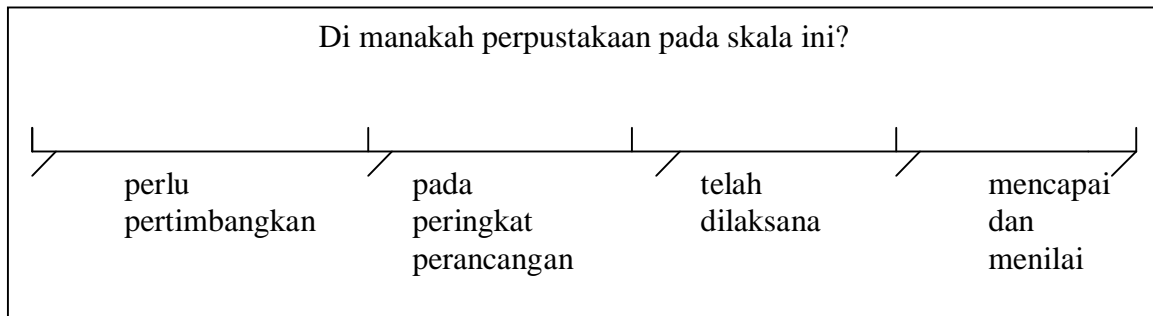 Di manakah perpustakaan pada skala ini?
perlu
pertimbangkan
pada
peringkat
perancangan
telah
dilaksana
mencapai
dan
menilai